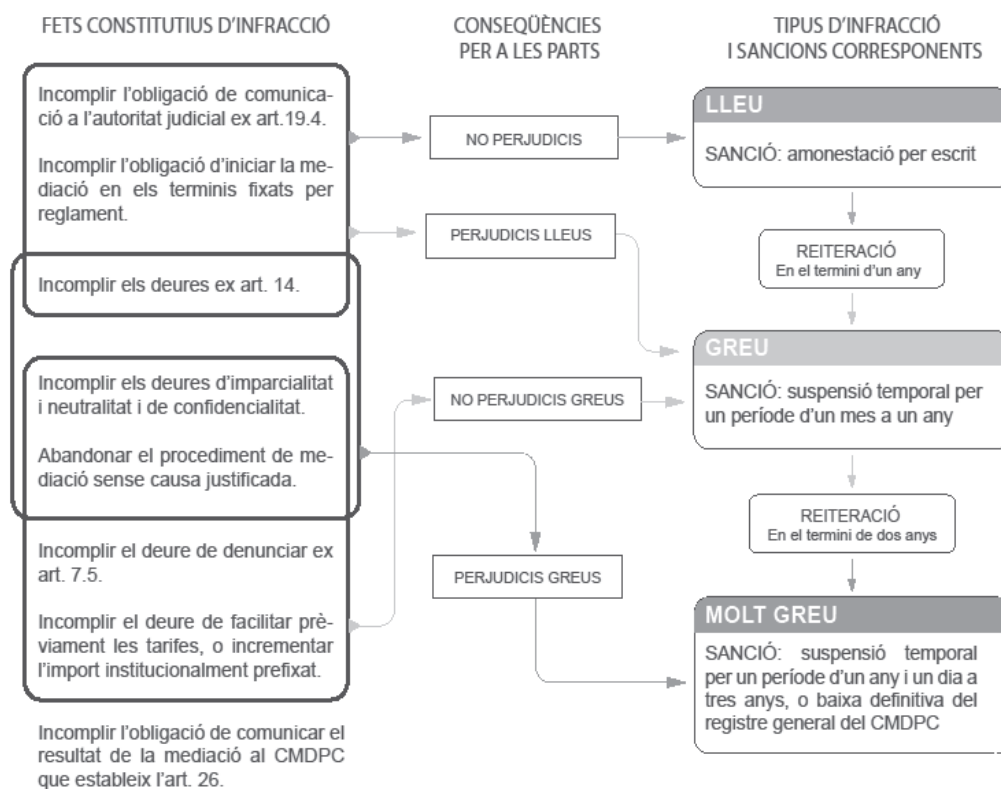 FETS CONSTITUTIUS D’INFRACCIÓ
Incomplir l’obligació de comunica-
ció a l’autoritat judicial ex art.19.4.
Incomplir l’obligació d’iniciar la me-
diació en els terminis fixats per
reglament.
Incomplir els deures ex art. 14.
Incomplir els deures d’imparcialitat
i neutralitat i de confidencialitat.
Abandonar el procediment de me-
diació sense causa justificada.
Incomplir el deure de denunciar ex
art. 7.5.
Incomplir el deure de facilitar prè-
viament les tarifes, o incrementar
l’import institucionalment prefixat.
Incomplir l’obligació de comunicar el
resultat de la mediació al CMDPC
que estableix l’art. 26.
CONSEQÜÈNCIES
PER A LES PARTS
NO PERJUDICIS
PERJUDICIS LLEUS
NO PERJUDICIS GREUS
PERJUDICIS GREUS
TIPUS D’INFRACCIÓ
I SANCIONS CORRESPONENTS
LLEU
SANCIÓ: amonestació per escrit
REITERACIÓ
En el termini d’un any
GREU
SANCIÓ: suspensió temporal per
un període d’un mes a un any
REITERACIÓ
En el termini de dos anys
MOLT GREU
SANCIÓ: suspensió temporal
per un període d’un any i un dia a
tres anys, o baixa definitiva del
registre general del CMDPC